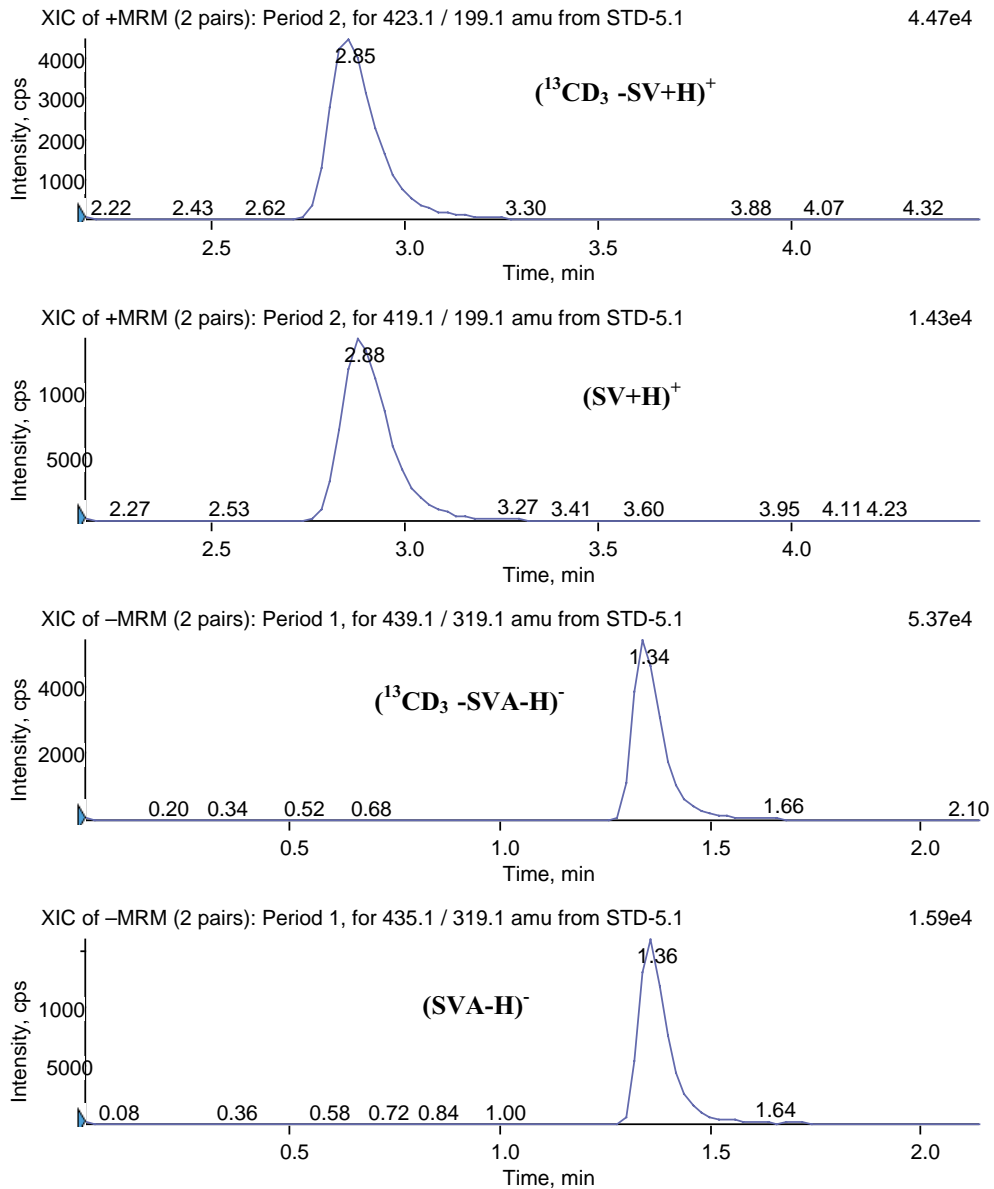 XIC of +MRM (2 pairs): Period 2, for 423.1 / 199.1 amu from STD-5.1 4.47e4
Intensity, cps
4000
3000
2000
1000
2.85
(¹³CD₃ -SV+H)⁺
2.22 2.43 2.62 3.30 3.88 4.07 4.32
2.5 3.0 3.5 4.0
Time, min
XIC of +MRM (2 pairs): Period 2, for 419.1 / 199.1 amu from STD-5.1 1.43e4
Intensity, cps
1000
5000
2.88
(SV+H)⁺
2.27 2.53 3.27 3.41 3.60 3.95 4.11 4.23
2.5 3.0 3.5 4.0
Time, min
XIC of –MRM (2 pairs): Period 1, for 439.1 / 319.1 amu from STD-5.1 5.37e4
Intensity, cps
4000
2000
1.34
(¹³CD₃ -SVA-H)⁻
0.20 0.34 0.52 0.68 1.66 2.10
0.5 1.0 1.5 2.0
Time, min
XIC of –MRM (2 pairs): Period 1, for 435.1 / 319.1 amu from STD-5.1 1.59e4
Intensity, cps
1000
5000
1.36
(SVA-H)⁻
0.08 0.36 0.58 0.72 0.84 1.00 1.64
0.5 1.0 1.5 2.0
Time, min